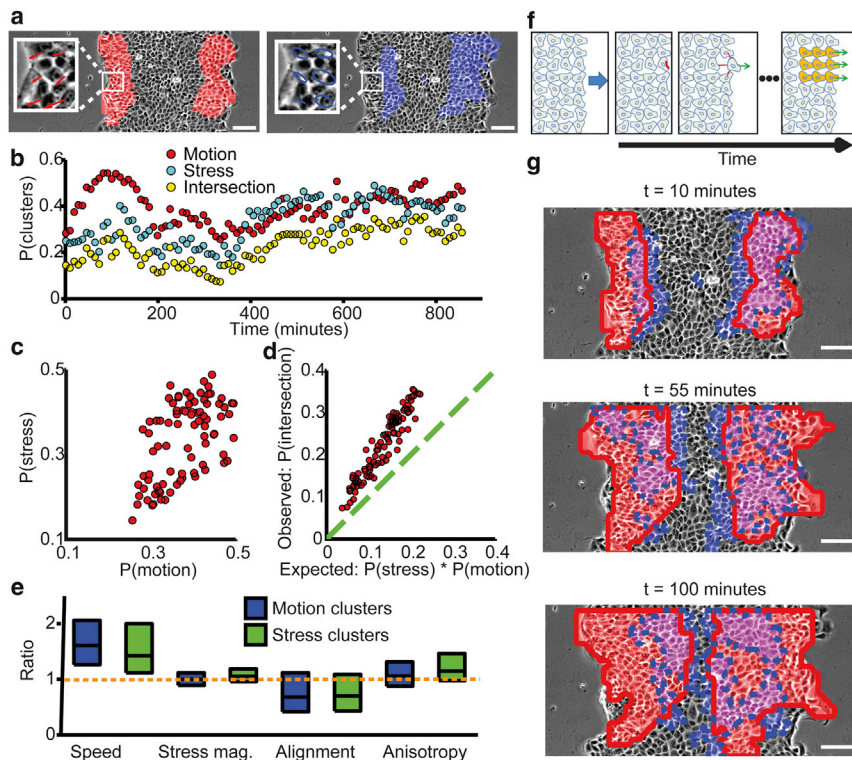 a
b
0.6
0.4
0.2
0
P(clusters)
Motion
Stress
Intersection
0
200
400
600
800
Time (minutes)
c
0.5
0.3
0.1
P(stress)
0.1
0.3
0.5
P(motion)
d
0.4
0.3
0.2
0.1
0
Observed: P(intersection)
0
0.1
0.2
0.3
0.4
Expected: P(stress) * P(motion)
e
2
1
0
Ratio
Motion clusters
Stress clusters
Speed
Stress mag.
Alignment
Anisotropy
f
Time
g
t = 10 minutes
t = 55 minutes
t = 100 minutes